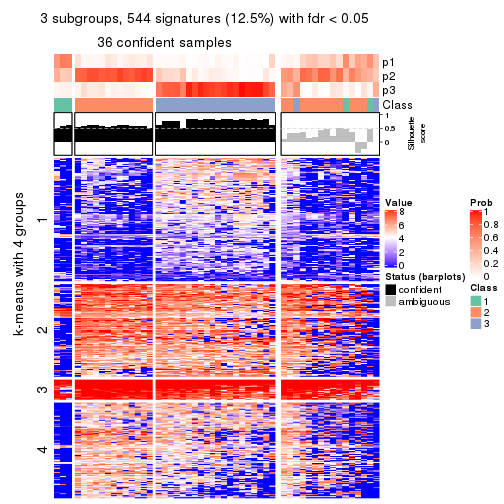 3 subgroups, 544 signatures (12.5%) with fdr < 0.05
36 confident samples
p1
p2
p3
Class
1
0.5
0
Silhouette
score
k-means with 4 groups
1
2
3
4
Value
8
6
4
2
0
Status (barplots)
confident
ambiguous
Prob
1
0.8
0.6
0.4
0.2
0
Class
1
2
3